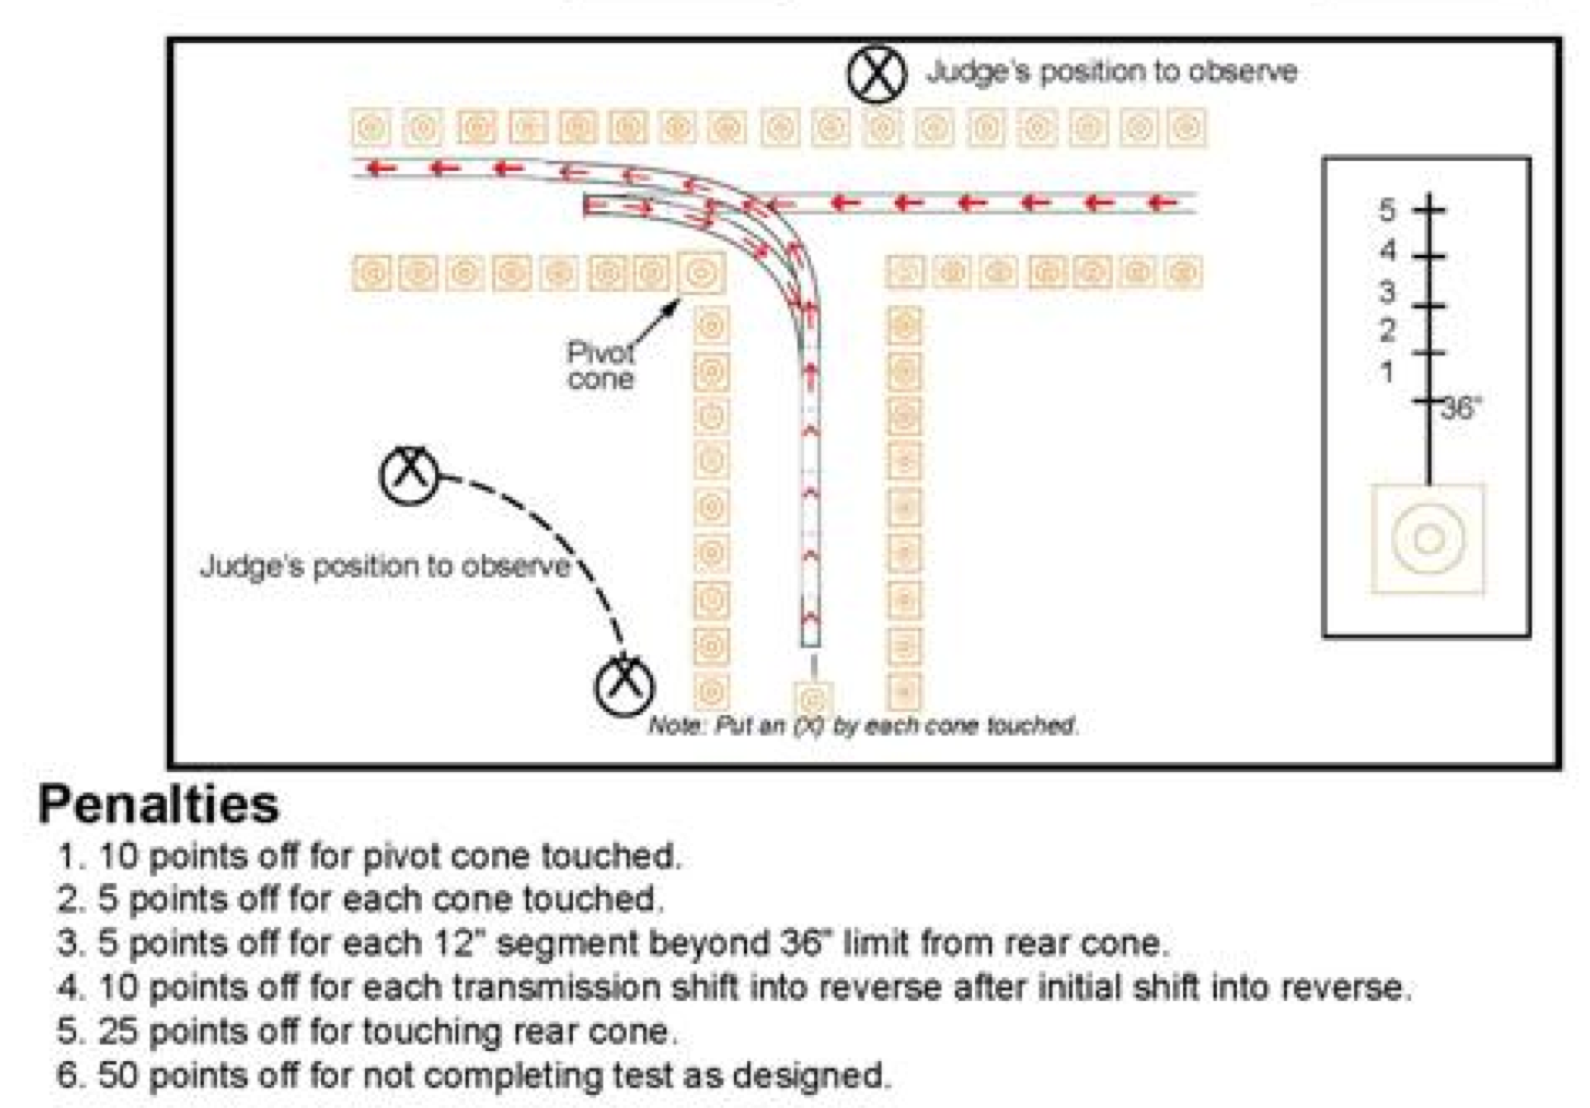 X Judge's position to observe
5
4
3
2
1
36"
Pivot
cone
X
Judge's position to observe
X
Note: Put an (X) by each cone touched.
Penalties
1. 10 points off for pivot cone touched.
2. 5 points off for each cone touched.
3. 5 points off for each 12" segment beyond 36" limit from rear cone.
4. 10 points off for each transmission shift into reverse after initial shift into reverse.
5. 25 points off for touching rear cone.
6. 50 points off for not completing test as designed.